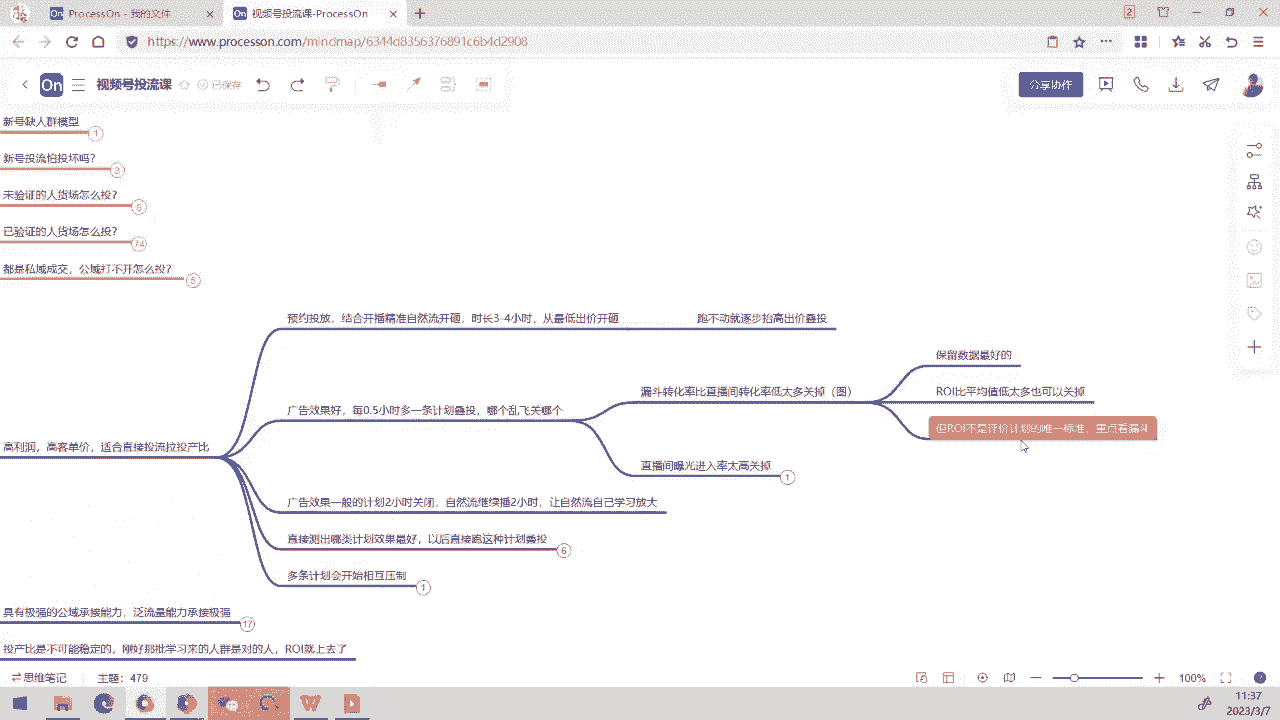 ProcessOn - 我的文件
视频号投流课-ProcessOn
2
https://www.processon.com/mindmap/6344d8356376891c6b4d2908
On
视频号投流课
已保存
分享协作
新号缺人群模型
1
新号投流怕投坏吗？
3
未验证的人货场怎么投？
6
已验证的人货场怎么投？
74
都是私域成交，公域打不开怎么投？
6
预约投放，结合开播精准自然流开砸，时长3-4小时，从最低出价开砸
跑不动就逐步抬高出价叠投
保留数据最好的
漏斗转化率比直播间转化率低太多关掉（图）
ROI比平均值低太多也可以关掉
广告效果好，每0.5小时多一条计划叠投，哪个乱飞关哪个
但ROI不是评价计划的唯一标准，重点看漏斗
高利润，高客单价，适合直接投流拉投产比
直播间曝光进入率太高关掉
1
广告效果一般的计划2小时关闭，自然流继续播2小时，让自然流自己学习放大
直接测出哪类计划效果最好，以后直接跑这种计划叠投
6
多条计划会开始相互压制
1
具有极强的公域承接能力，泛流量能力承接极强
17
投产比是不可能稳定的，刚好那批学习来的人群是对的人，ROI就上去了
思维笔记
主题：479
100%
11:37
2023/3/7